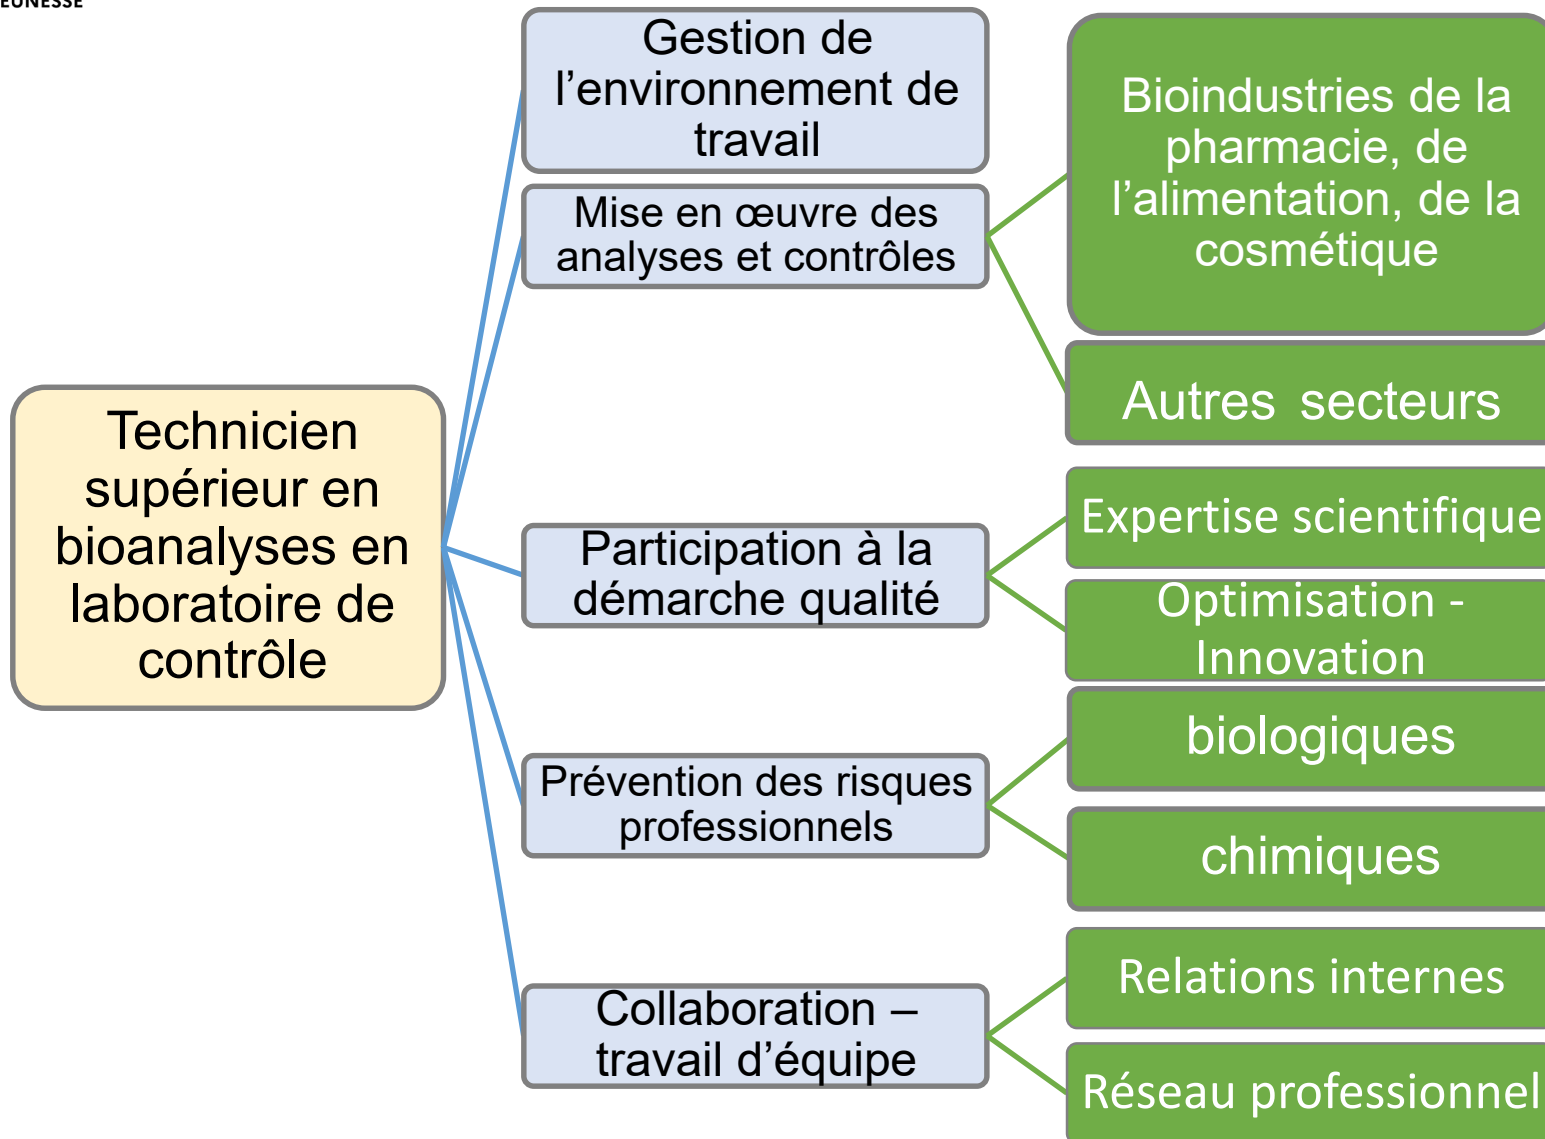 Gestion de
l’environnement de
travail
Mise en œuvre des
analyses et contrôles
Bioindustries de la
pharmacie, de
l’alimentation, de la
cosmétique
Autres secteurs
Technicien
supérieur en
bioanalyses en
laboratoire de
contrôle
Participation à la
démarche qualité
Expertise scientifique
Optimisation -
Innovation
Prévention des risques
professionnels
biologiques
chimiques
Collaboration –
travail d’équipe
Relations internes
Réseau professionnel